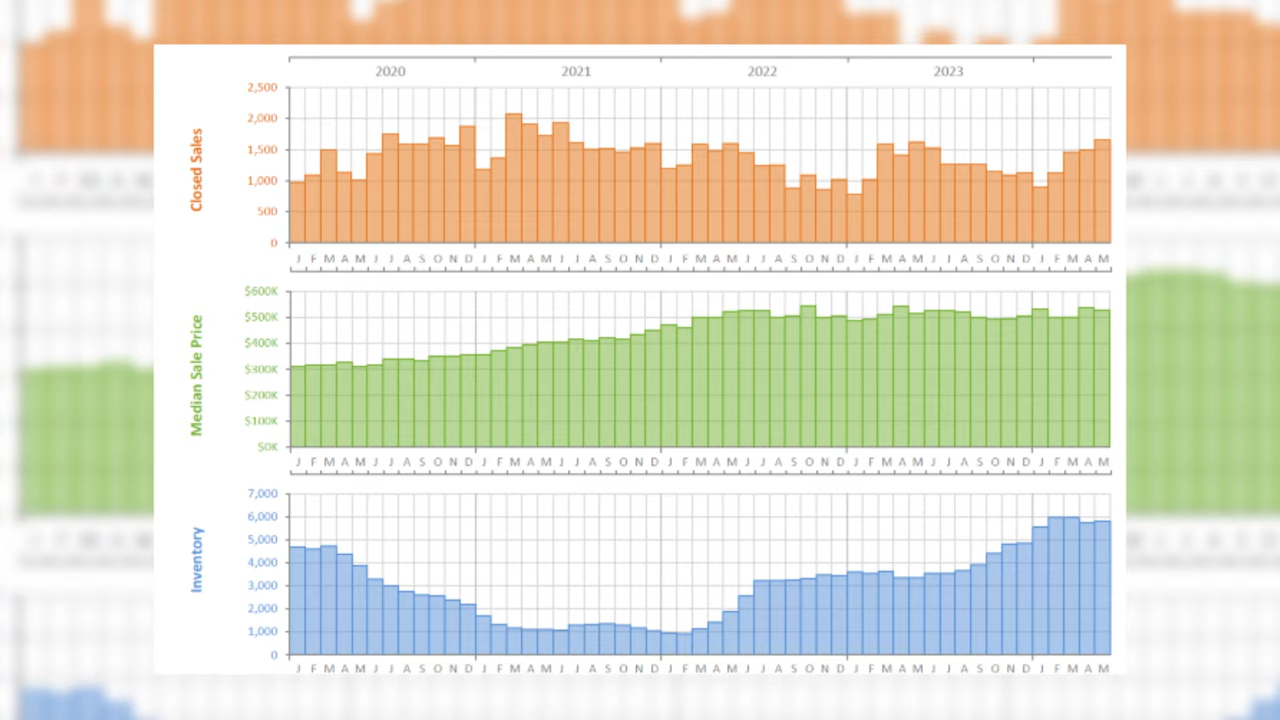 2020 2021 2022 2023
Closed Sales
2,500
2,000
1,500
1,000
500
0
J F M A M J J A S O N D J F M A M J J A S O N D J F M A M J J A S O N D J F M A M J J A S O N D J F M A M
Median Sale Price
$600K
$500K
$400K
$300K
$200K
$100K
$0K
J F M A M J J A S O N D J F M A M J J A S O N D J F M A M J J A S O N D J F M A M J J A S O N D J F M A M
Inventory
7,000
6,000
5,000
4,000
3,000
2,000
1,000
0
J F M A M J J A S O N D J F M A M J J A S O N D J F M A M J J A S O N D J F M A M J J A S O N D J F M A M